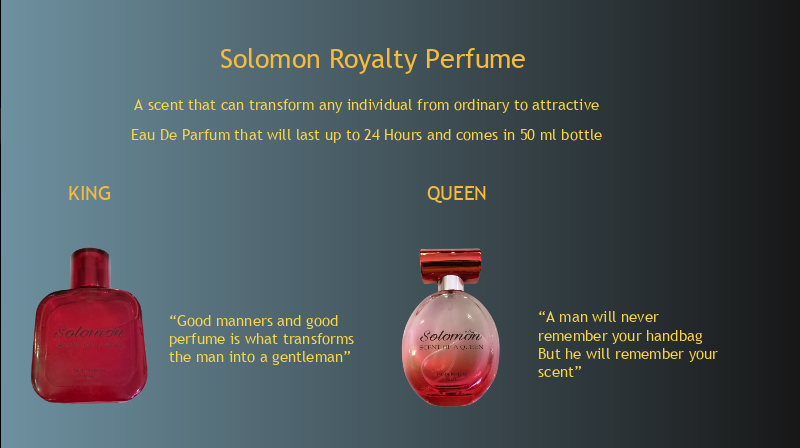 Solomon Royalty Perfume
A scent that can transform any individual from ordinary to attractive
Eau De Parfum that will last up to 24 Hours and comes in 50 ml bottle
KING
QUEEN
Solomon
“Good manners and good
perfume is what transforms
the man into a gentleman”
Solomon
SCENT OF A QUEEN
“A man will never
remember your handbag
But he will remember your
scent”